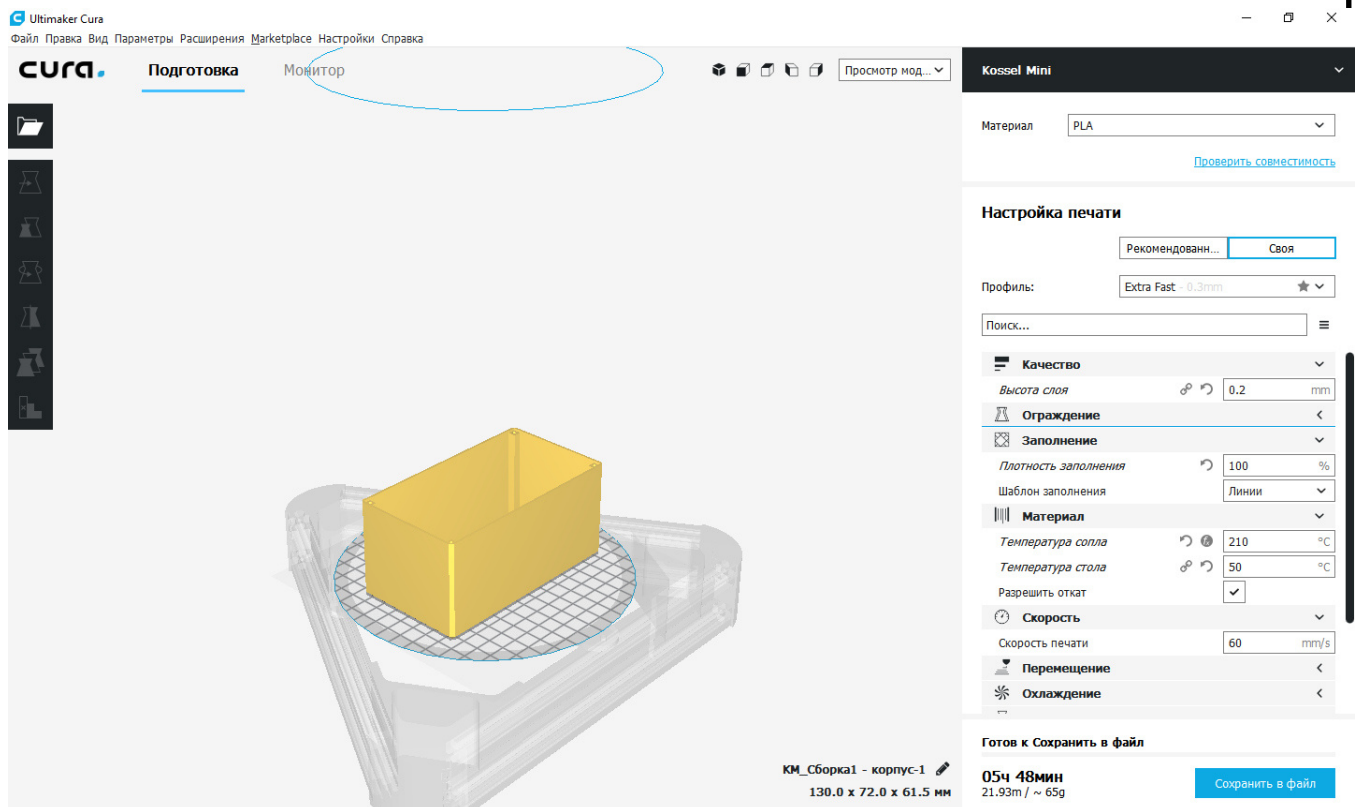 Ultimaker Cura
Файл Правка Вид Параметры Расширения Marketplace Настройки Справка
cura.
Подготовка
Монитор
Просмотр мод...
Kossel Mini
Материал
PLA
Проверить совместимость
Настройка печати
Рекомендованн...
Своя
Профиль:
Extra Fast - 0.3mm
Поиск...
Качество
Высота слоя
0.2 mm
Ограждение
Заполнение
Плотность заполнения
100 %
Шаблон заполнения
Линии
Материал
Температура сопла
210 °C
Температура стола
50 °C
Разрешить откат
Скорость
Скорость печати
60 mm/s
Перемещение
Охлаждение
КМ_Сборка1 - корпус-1
130.0 x 72.0 x 61.5 мм
Готов к Сохранить в файл
05ч 48мин
21.93m / ~ 65g
Сохранить в файл